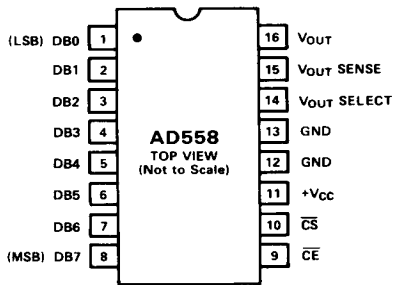 (LSB) DB0 1 16 VOUT
DB1 2 15 VOUT SENSE
DB2 3 14 VOUT SELECT
DB3 4 13 GND
AD558
TOP VIEW
(Not to Scale)
DB4 5 12 GND
DB5 6 11 +VCC
DB6 7 10 C̅S̅
(MSB) DB7 8 9 C̅E̅